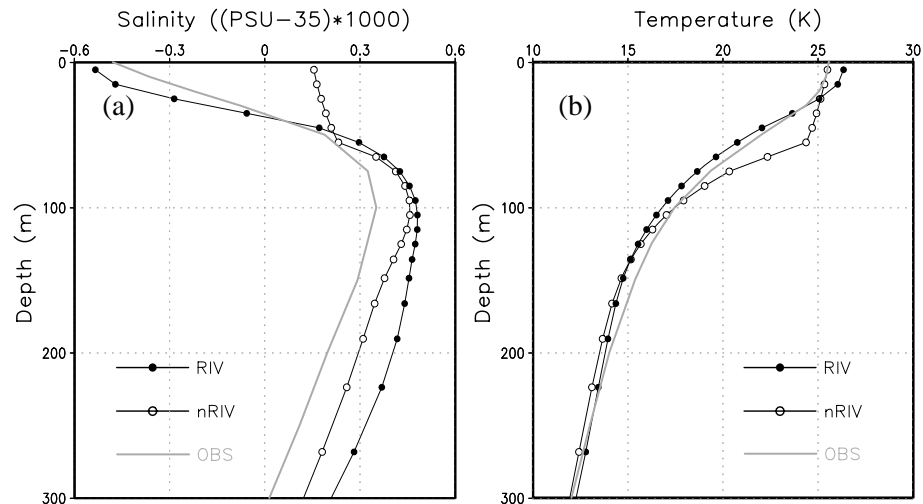 Salinity ((PSU-35)*1000)
-0.6 -0.3 0 0.3 0.6
0
100
200
300
Depth (m)
(a)
RIV
nRIV
OBS
Temperature (K)
10 15 20 25 30
0
100
200
300
Depth (m)
(b)
RIV
nRIV
OBS